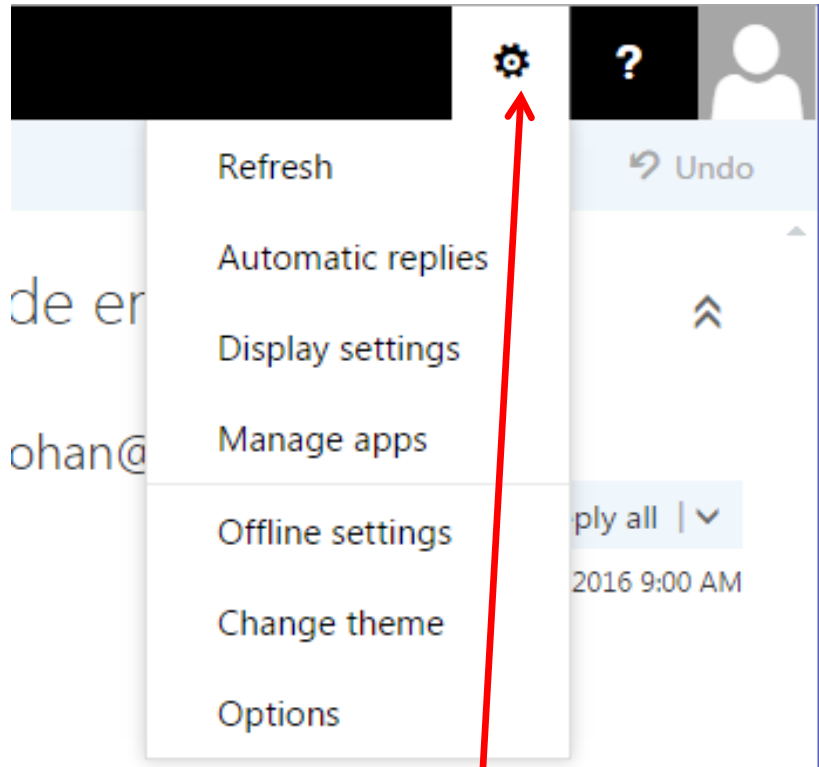 ?
Refresh
Undo
Automatic replies
de er
Display settings
ohan@
Manage apps
Offline settings
ply all | 
2016 9:00 AM
Change theme
Options